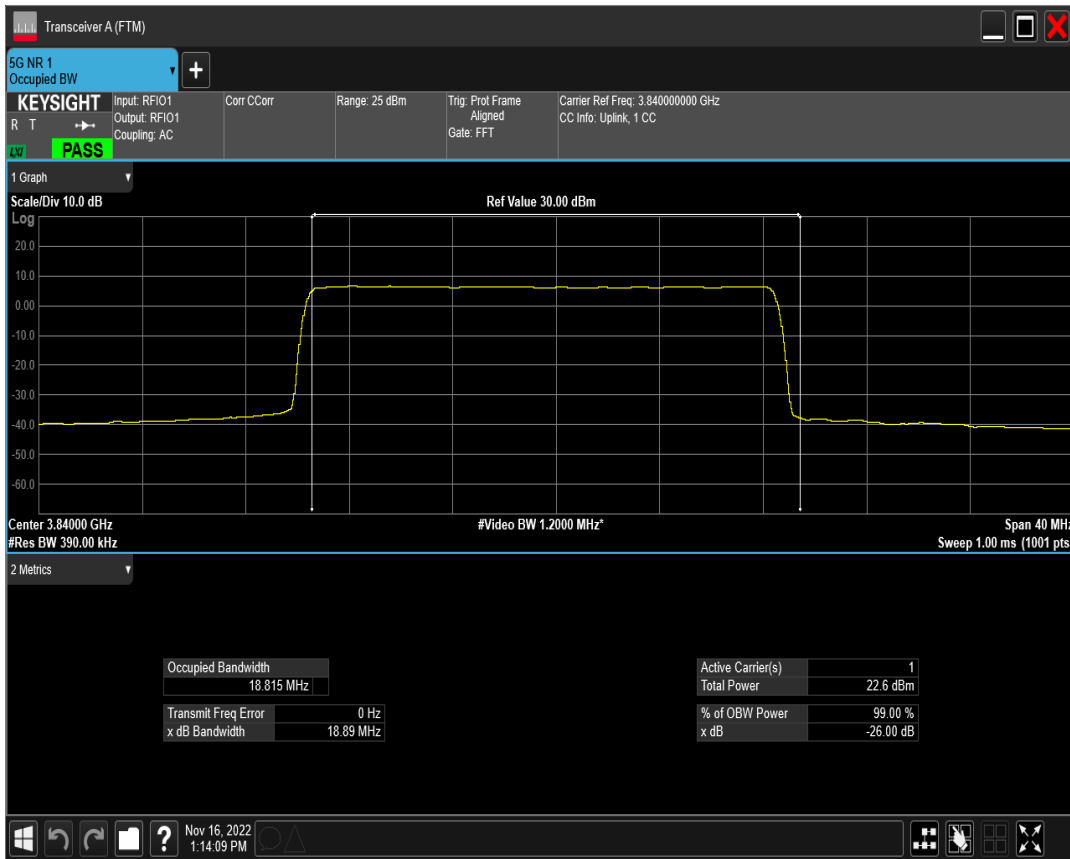 Transceiver A (FTM)
5G NR 1
Occupied BW
+
KEYSIGHT
R T
LXI
PASS
Input: RFIO1
Output: RFIO1
Coupling: AC
Corr CCorr
Range: 25 dBm
Trig: Prot Frame
Aligned
Gate: FFT
Carrier Ref Freq: 3.840000000 GHz
CC Info: Uplink, 1 CC
1 Graph
Scale/Div 10.0 dB
Ref Value 30.00 dBm
Log
20.0
10.0
0.00
-10.0
-20.0
-30.0
-40.0
-50.0
-60.0
Center 3.84000 GHz
#Video BW 1.2000 MHz*
Span 40 MHz
#Res BW 390.00 kHz
Sweep 1.00 ms (1001 pts
2 Metrics
Occupied Bandwidth
18.815 MHz
Transmit Freq Error 0 Hz
x dB Bandwidth 18.89 MHz
Active Carrier(s) 1
Total Power 22.6 dBm
% of OBW Power 99.00 %
x dB -26.00 dB
?
Nov 16, 2022
1:14:09 PM